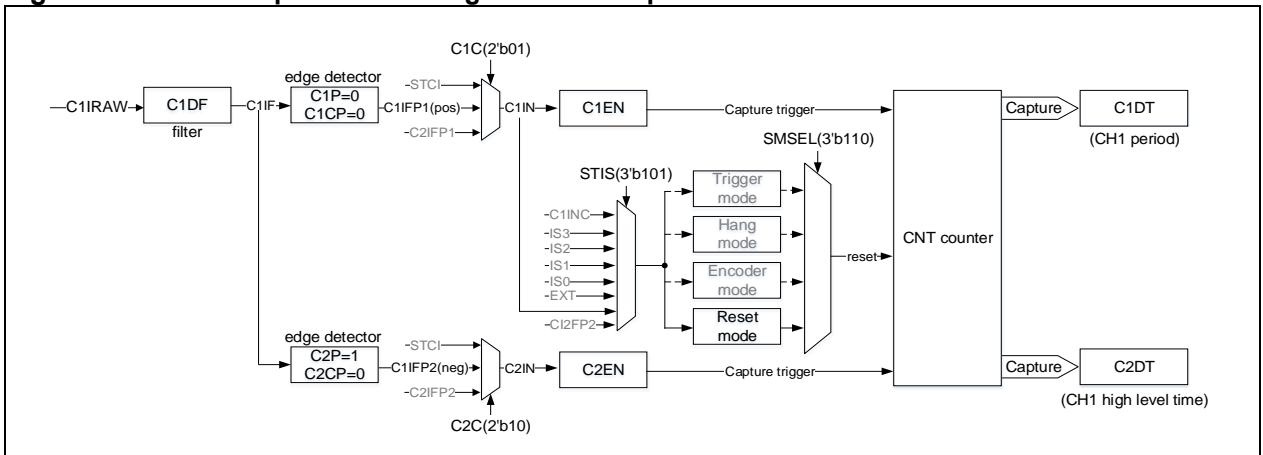 C1C(2'b01)
edge detector
-STCI
C1IRAW
C1DF
C1IF
C1P=0
C1CP=0
C1IFP1(pos)
C1IN
C1EN
Capture trigger
Capture
C1DT
filter
-C2IFP1
(CH1 period)
SMSEL(3'b110)
STIS(3'b101)
Trigger
mode
-C1INC
-IS3
Hang
mode
-IS2
-IS1
CNT counter
reset
-IS0
Encoder
mode
-EXT
-CI2FP2
Reset
mode
edge detector
-STCI
C2P=1
C2CP=0
C1IFP2(neg)
C2IN
C2EN
Capture trigger
Capture
C2DT
-C2IFP2
(CH1 high level time)
C2C(2'b10)